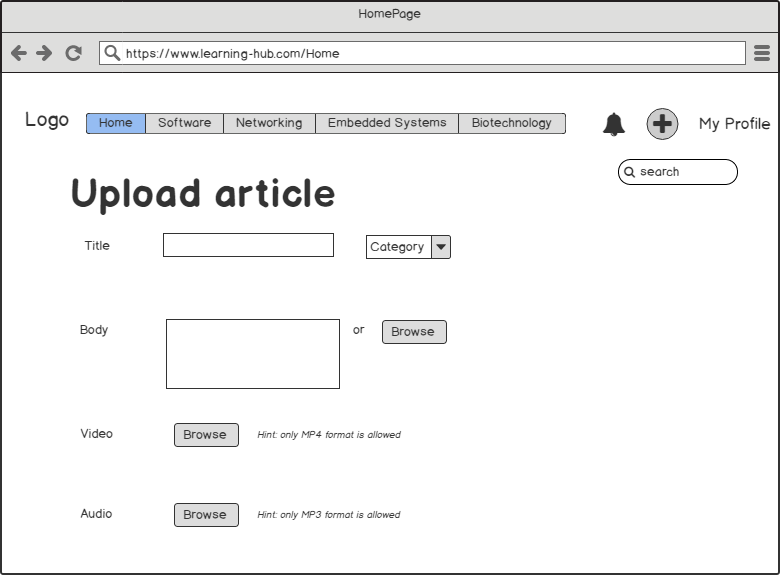 HomePage
https://www.learning-hub.com/Home
Logo Home Software Networking Embedded Systems Biotechnology My Profile
search
Upload article
Title Category
Body or Browse
Video Browse Hint: only MP4 format is allowed
Audio Browse Hint: only MP3 format is allowed